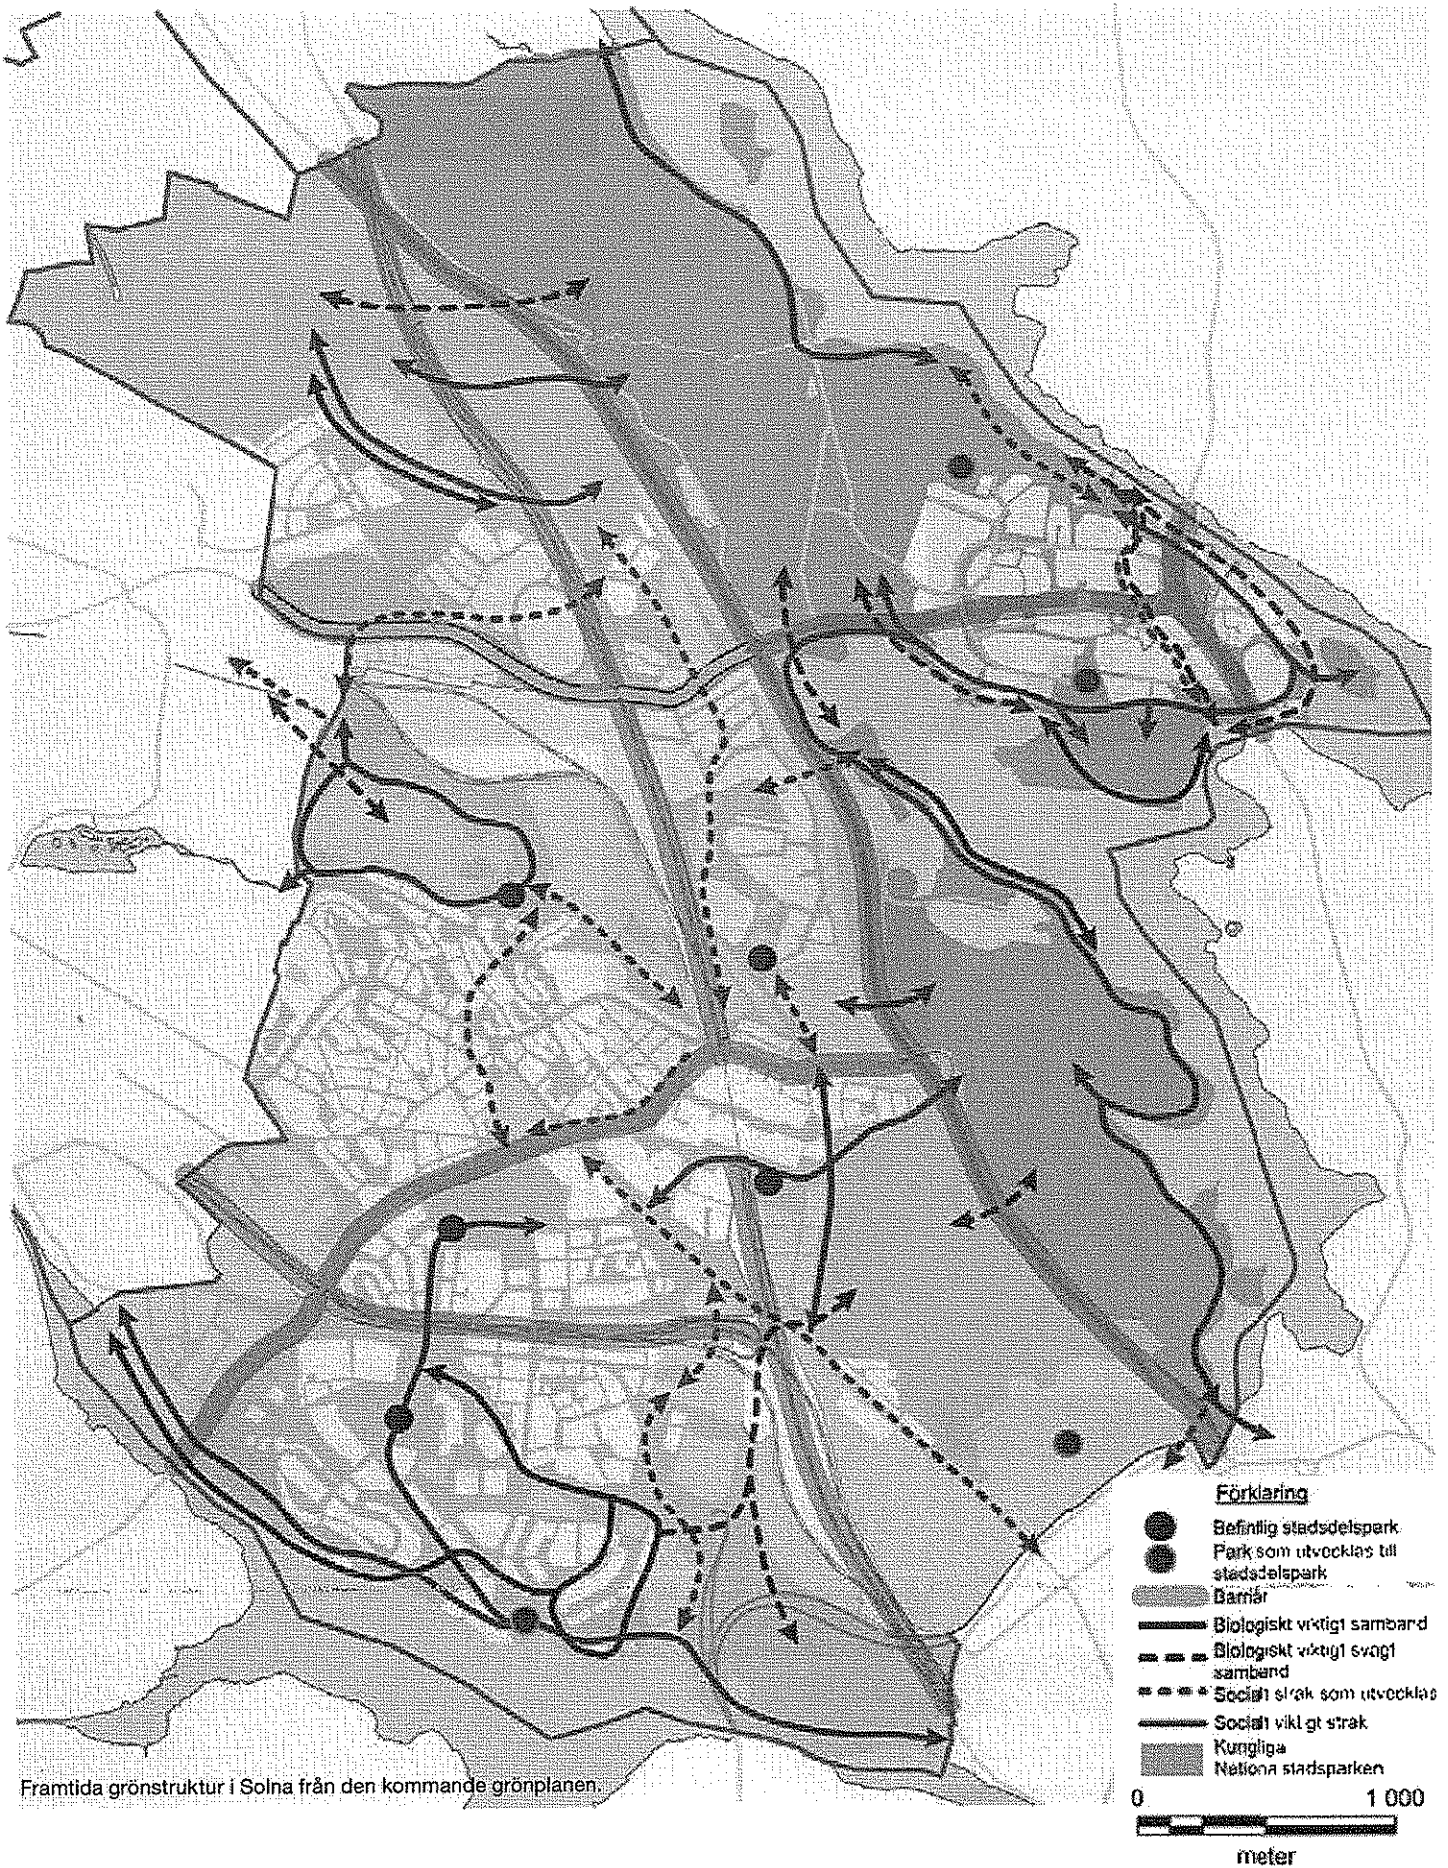 Förklaring
Befintlig stadsdelspark
Park som utvecklas till
stadsdelspark
Barriär
Biologiskt viktigt samband
Biologiskt viktigt svagt
samband
Socialt stråk som utvecklas
Socialt viktigt stråk
Kungliga
Nationalstadsparken
Framtida grönstruktur i Solna från den kommande grönplanen.
0 1 000
meter